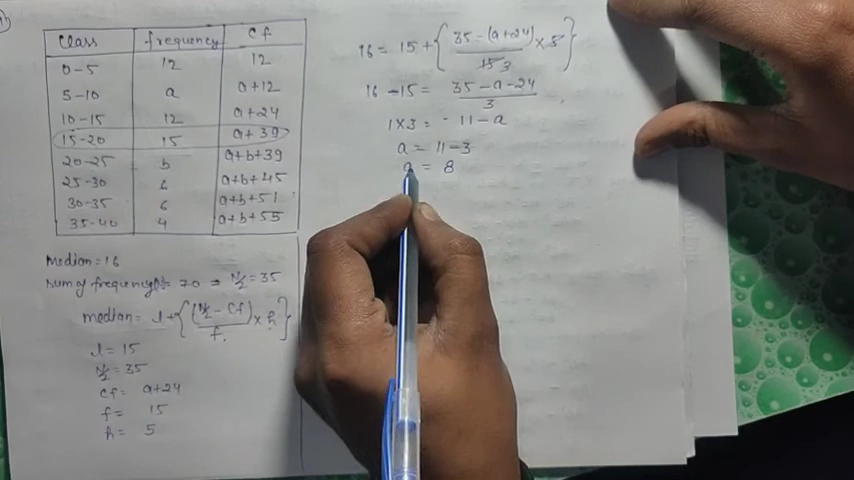 Class frequency Cf
0-5 12 12
5-10 a a+12
10-15 12 a+24
15-20 15 a+39
20-25 b a+b+39
25-30 6 a+b+45
30-35 6 a+b+51
35-40 4 a+b+55
Median=16
Sum of frequency = 70 ⇒ N/2 = 35
median = l+{(N/2 - Cf)/f × h}
l = 15
N/2 = 35
Cf = a+24
f = 15
h = 5
16 = 15+{35-(a+24)/15 3 × 5}
16-15 = 35-a-24/3
1×3 = 11-a
a = 11-3
a = 8